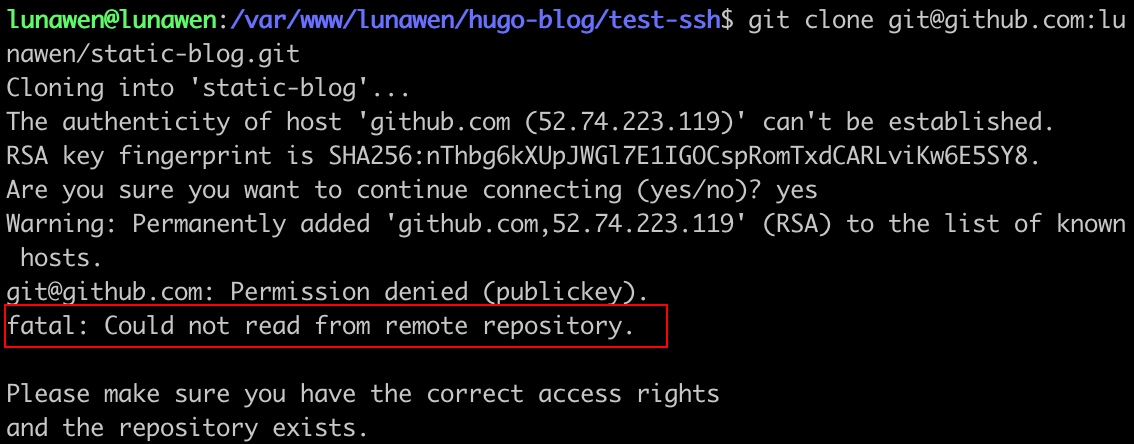 lunawen@lunawen:/var/www/lunawen/hugo-blog/test-ssh$ git clone git@github.com:lu
nawen/static-blog.git
Cloning into 'static-blog'...
The authenticity of host 'github.com (52.74.223.119)' can't be established.
RSA key fingerprint is SHA256:nThbg6kXUpJWGl7E1IGOCspRomTxdCARLviKw6E5SY8.
Are you sure you want to continue connecting (yes/no)? yes
Warning: Permanently added 'github.com,52.74.223.119' (RSA) to the list of known
 hosts.
git@github.com: Permission denied (publickey).
fatal: Could not read from remote repository.
Please make sure you have the correct access rights
and the repository exists.